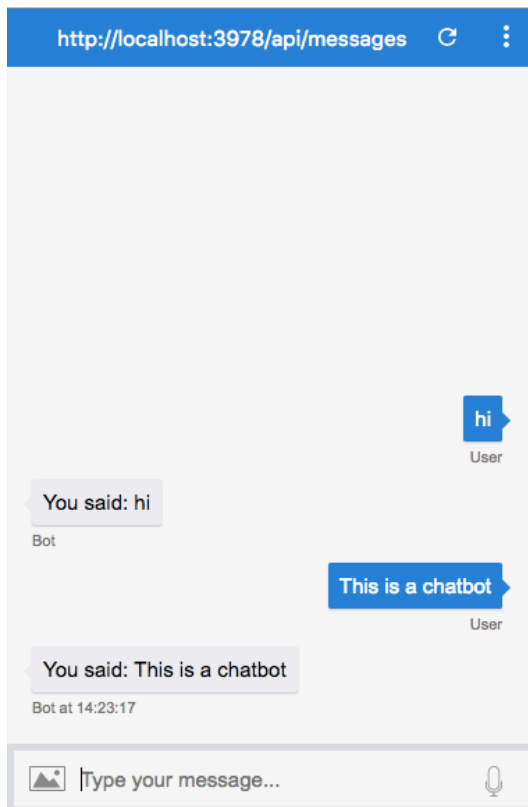 http://localhost:3978/api/messages
hi
User
You said: hi
Bot
This is a chatbot
User
You said: This is a chatbot
Bot at 14:23:17
Type your message...